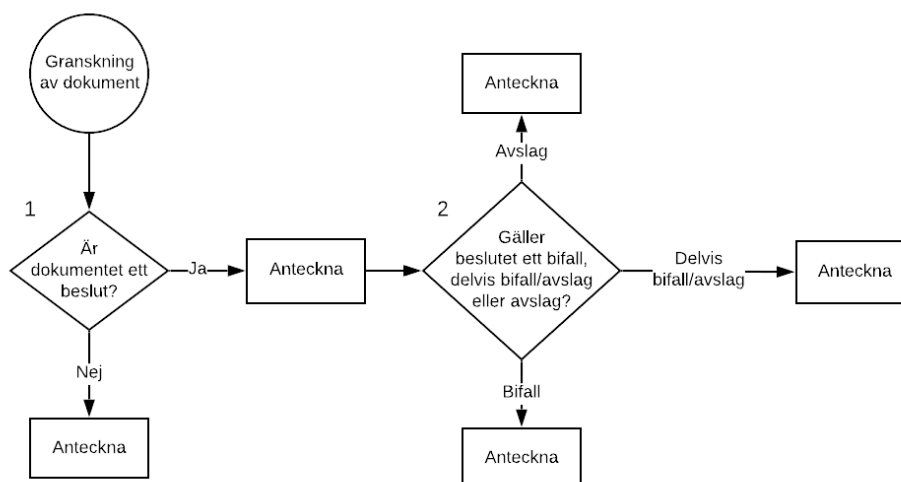 Granskning
av dokument
1
Är
dokumentet ett
beslut?
Ja
Anteckna
Nej
Anteckna
2
Gäller
beslutet ett bifall,
delvis bifall/avslag
eller avslag?
Avslag
Anteckna
Delvis
bifall/avslag
Anteckna
Bifall
Anteckna